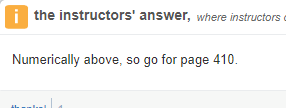 i the instructors' answer, where instructors
Numerically above, so go for page 410.